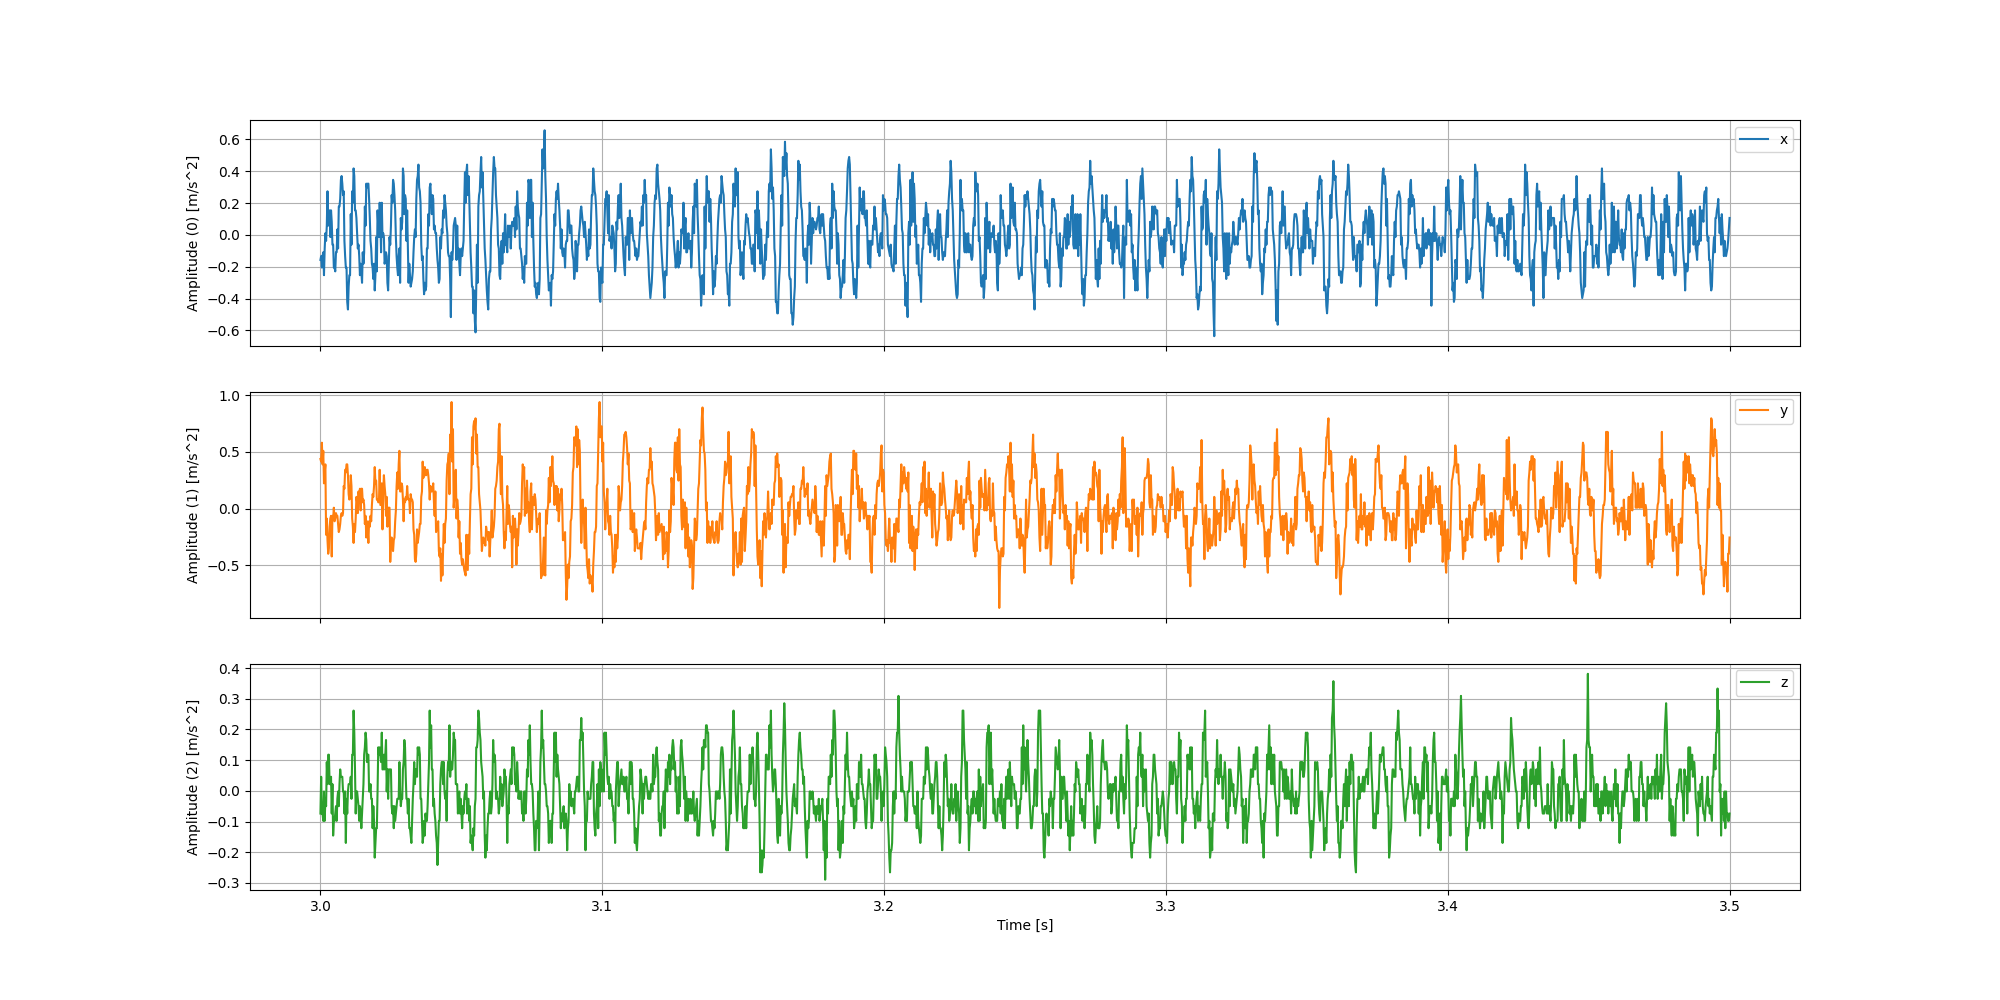 Amplitude (0) [m/s^2]
0.6
0.4
0.2
0.0
−0.2
−0.4
−0.6
x
Amplitude (1) [m/s^2]
1.0
0.5
0.0
−0.5
y
Amplitude (2) [m/s^2]
0.4
0.3
0.2
0.1
0.0
−0.1
−0.2
−0.3
z
3.0 3.1 3.2 3.3 3.4 3.5
Time [s]